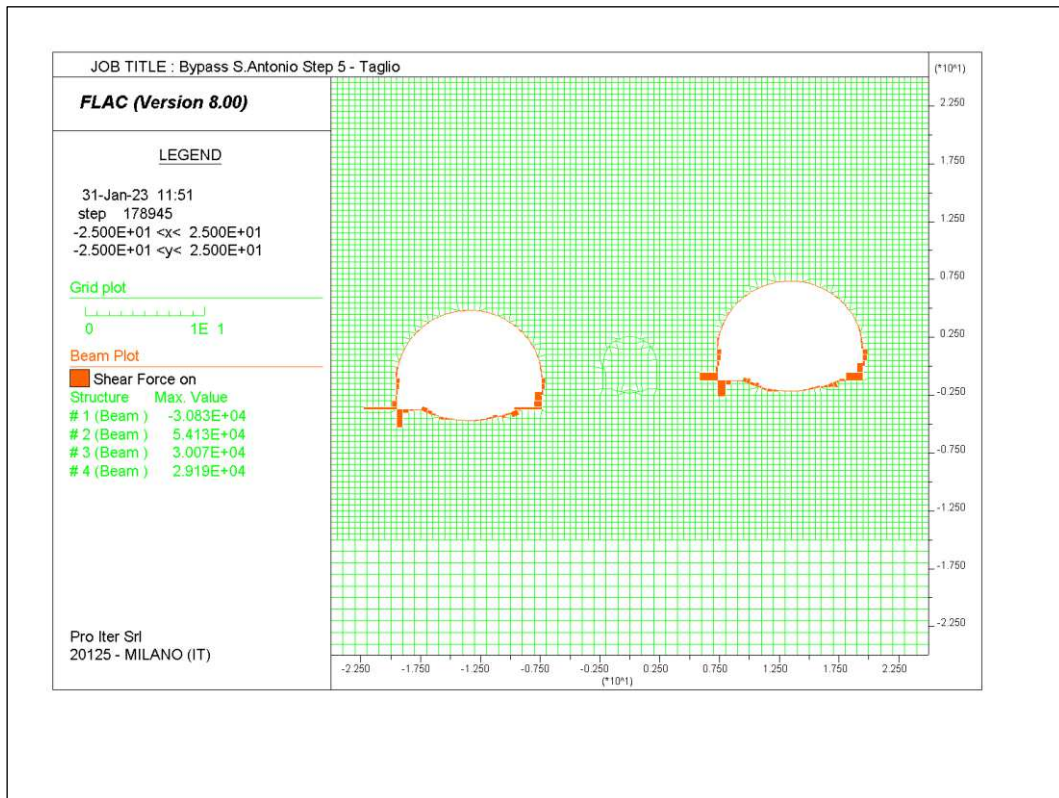 JOB TITLE : Bypass S.Antonio Step 5 - Taglio
(*10^1)
FLAC (Version 8.00)
LEGEND
31-Jan-23 11:51
step 178945
-2.500E+01 <x< 2.500E+01
-2.500E+01 <y< 2.500E+01
Grid plot
0 1E 1
Beam Plot
Shear Force on
Structure Max. Value
# 1 (Beam ) -3.083E+04
# 2 (Beam ) 5.413E+04
# 3 (Beam ) 3.007E+04
# 4 (Beam ) 2.919E+04
Pro Iter Srl
20125 - MILANO (IT)
2.250
1.750
1.250
0.750
0.250
-0.250
-0.750
-1.250
-1.750
-2.250
-2.250 -1.750 -1.250 -0.750 -0.250 0.250 0.750 1.250 1.750 2.250
(*10^1)